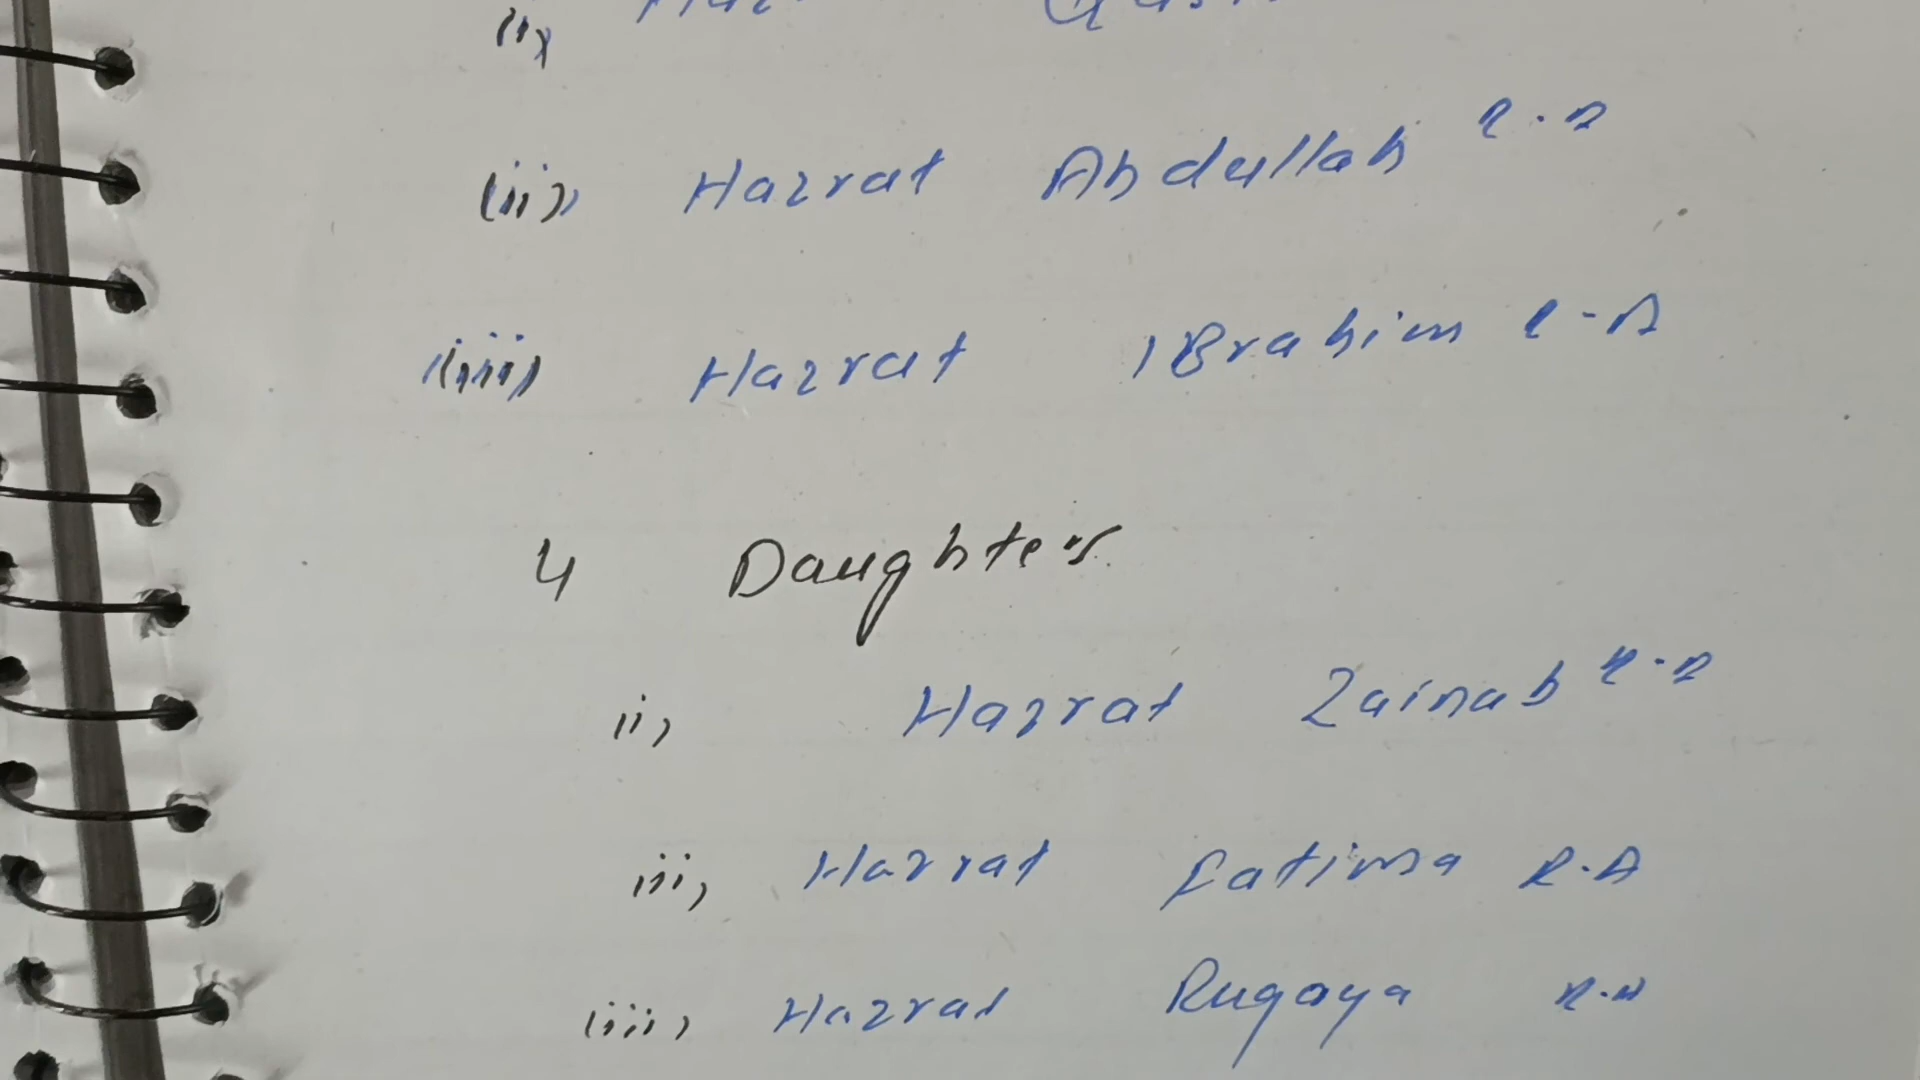 (ii) Hazrat Abdullah R.A
(iii) Hazrat IBrahim R-A
4 Daughters
i), Hazrat Zainab R.A
ii), Hazrat Fatima R.A
(iii) Hazrat Ruqaya R.A